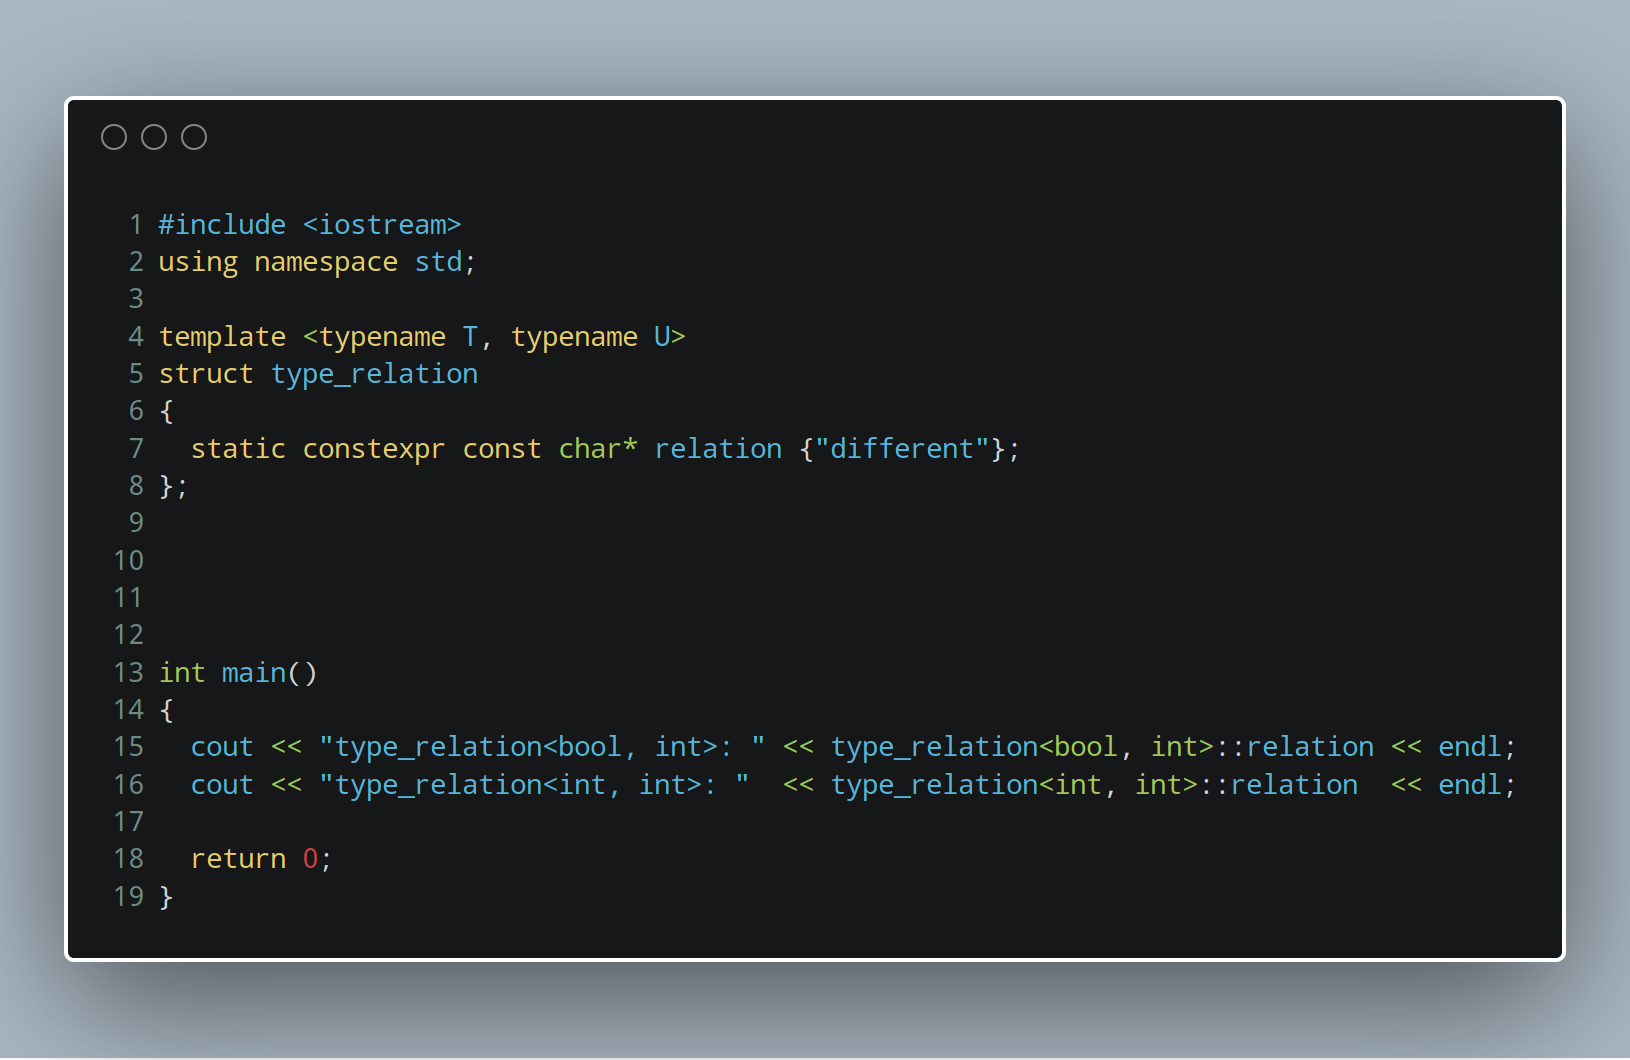 1 #include <iostream>
2 using namespace std;
3
4 template <typename T, typename U>
5 struct type_relation
6 {
7   static constexpr const char* relation {"different"};
8 };
9
10
11
12
13 int main()
14 {
15   cout << "type_relation<bool, int>: " << type_relation<bool, int>::relation << endl;
16   cout << "type_relation<int, int>: "  << type_relation<int, int>::relation  << endl;
17
18   return 0;
19 }